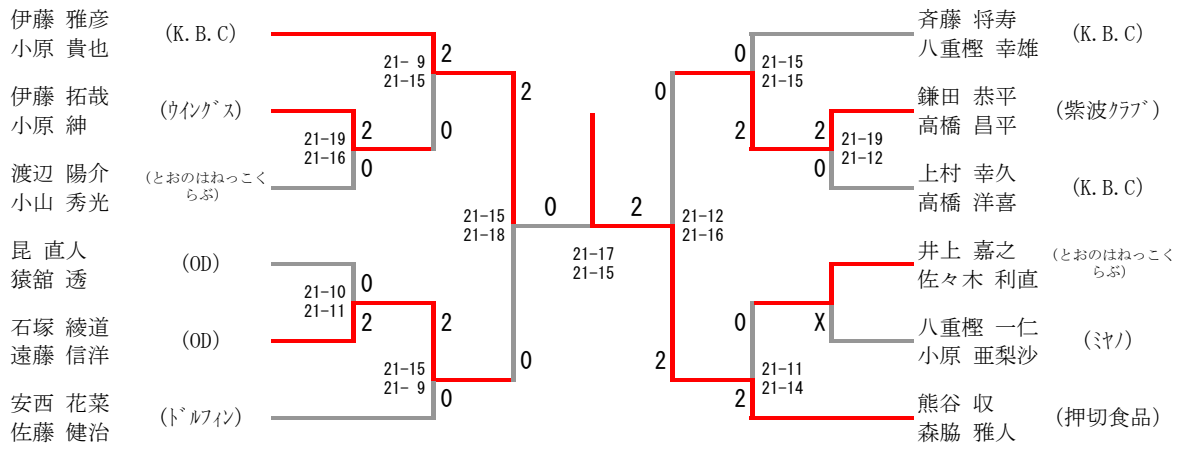 伊藤 雅彦
小原 貴也
(K.B.C)
伊藤 拓哉
小原 紳
(ｳｲﾝｸﾞｽ)
渡辺 陽介
小山 秀光
(とおのはねっこく
らぶ)
昆 直人
猿舘 透
(OD)
石塚 綾道
遠藤 信洋
(OD)
安西 花菜
佐藤 健治
(ﾄﾞﾙﾌｨﾝ)
2
21- 9
21-15
0
2
21-19
21-16
0
2
21-15
21-18
0
0
21-10
21-11
2
2
21-15
21- 9
0
0
2
21-17
21-15
0
21-12
21-16
2
0
21-15
21-15
2
2
21-19
21-12
0
X
0
21-11
21-14
2
斉藤 将寿
八重樫 幸雄
(K.B.C)
鎌田 恭平
高橋 昌平
(紫波ｸﾗﾌﾞ)
上村 幸久
高橋 洋喜
(K.B.C)
井上 嘉之
佐々木 利直
(とおのはねっこく
らぶ)
八重樫 一仁
小原 亜梨沙
(ﾐﾔﾉ)
熊谷 収
森脇 雅人
(押切食品)